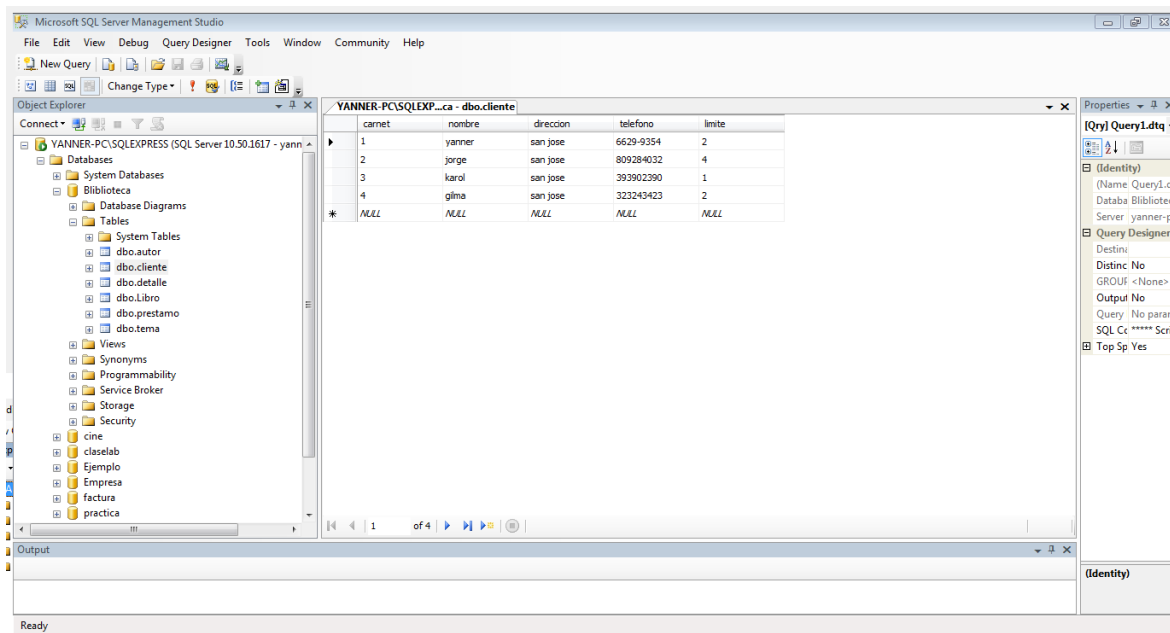 Microsoft SQL Server Management Studio
File Edit View Debug Query Designer Tools Window Community Help
New Query
Change Type
Object Explorer
Connect
YANNER-PC\SQLEXPRESS (SQL Server 10.50.1617 - yann
Databases
System Databases
Bliblioteca
Database Diagrams
Tables
System Tables
dbo.autor
dbo.cliente
dbo.detalle
dbo.Libro
dbo.prestamo
dbo.tema
Views
Synonyms
Programmability
Service Broker
Storage
Security
cine
claselab
Ejemplo
Empresa
factura
practica
YANNER-PC\SQLEXP...ca - dbo.cliente
carnet nombre direccion telefono limite
1 yanner san jose 6629-9354 2
2 jorge san jose 809284032 4
3 karol san jose 393902390 1
4 gilma san jose 323243423 2
NULL NULL NULL NULL NULL
1 of 4
Properties
[Qry] Query1.dtq
(Identity)
(Name Query1.d
Databa Bliblioted
Server yanner-p
Query Designer
Destina
Distinc No
GROUF <None>
Output No
Query No parar
SQL Cc ***** Scri
Top Sp Yes
(Identity)
Output
Ready